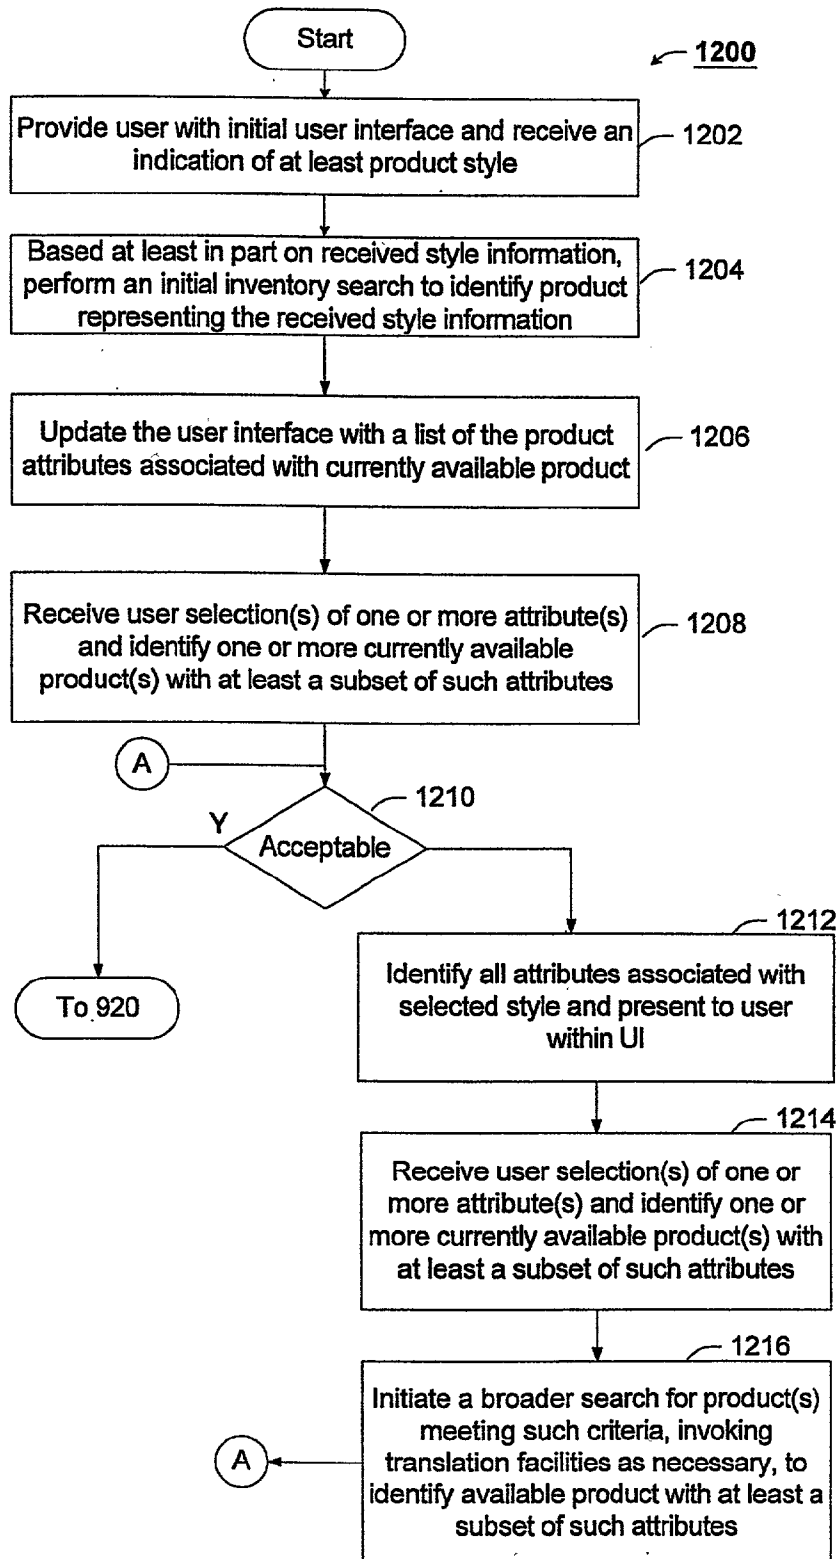 Start
1200
Provide user with initial user interface and receive an
indication of at least product style
1202
Based at least in part on received style information,
perform an initial inventory search to identify product
representing the received style information
1204
Update the user interface with a list of the product
attributes associated with currently available product
1206
Receive user selection(s) of one or more attribute(s)
and identify one or more currently available
product(s) with at least a subset of such attributes
1208
A
1210
Y
Acceptable
1212
Identify all attributes associated with
selected style and present to user
within UI
To 920
1214
Receive user selection(s) of one or
more attribute(s) and identify one or
more currently available product(s) with
at least a subset of such attributes
1216
Initiate a broader search for product(s)
meeting such criteria, invoking
translation facilities as necessary, to
identify available product with at least a
subset of such attributes
A